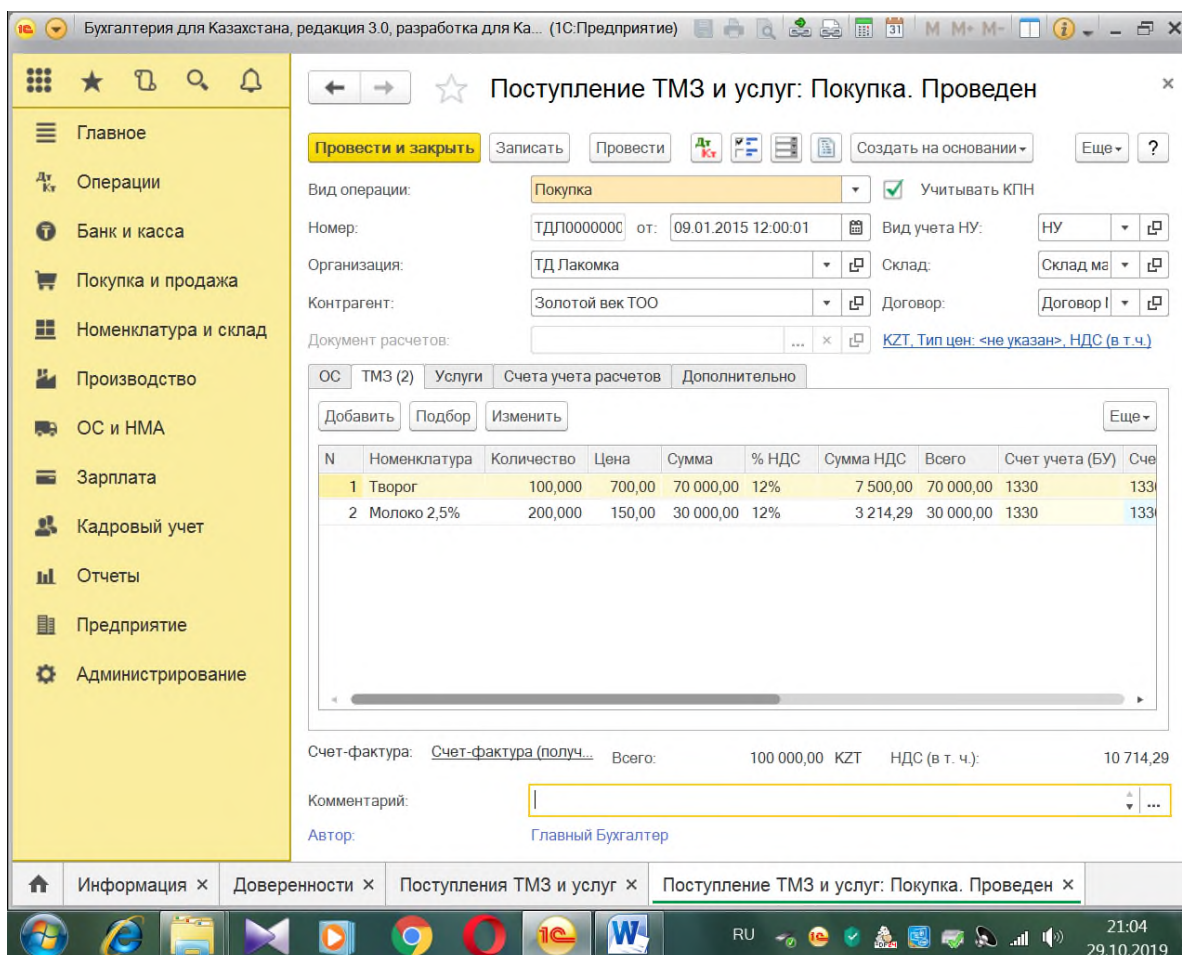 Бухгалтерия для Казахстана, редакция 3.0, разработка для Ка... (1С:Предприятие) 31 M M+ M-
Главное
Операции
Банк и касса
Покупка и продажа
Номенклатура и склад
Производство
ОС и НМА
Зарплата
Кадровый учет
Отчеты
Предприятие
Администрирование
Поступление ТМЗ и услуг: Покупка. Проведен
Провести и закрыть Записать Провести Дт Кт Создать на основании Еще ?
Вид операции: Покупка Учитывать КПН
Номер: ТДЛ0000000 от: 09.01.2015 12:00:01 Вид учета НУ: НУ
Организация: ТД Лакомка Склад: Склад ма
Контрагент: Золотой век ТОО Договор: Договор
Документ расчетов: ... KZT, Тип цен: <не указан>, НДС (в т.ч.)
ОС ТМЗ (2) Услуги Счета учета расчетов Дополнительно
Добавить Подбор Изменить Еще
N Номенклатура Количество Цена Сумма % НДС Сумма НДС Всего Счет учета (БУ) Сче
1 Творог 100,000 700,00 70 000,00 12% 7 500,00 70 000,00 1330 133
2 Молоко 2,5% 200,000 150,00 30 000,00 12% 3 214,29 30 000,00 1330 133
Счет-фактура: Счет-фактура (получ... Всего: 100 000,00 KZT НДС (в т. ч.): 10 714,29
Комментарий: ...
Автор: Главный Бухгалтер
Информация × Доверенности × Поступления ТМЗ и услуг × Поступление ТМЗ и услуг: Покупка. Проведен ×
RU 21:04
29.10.2019